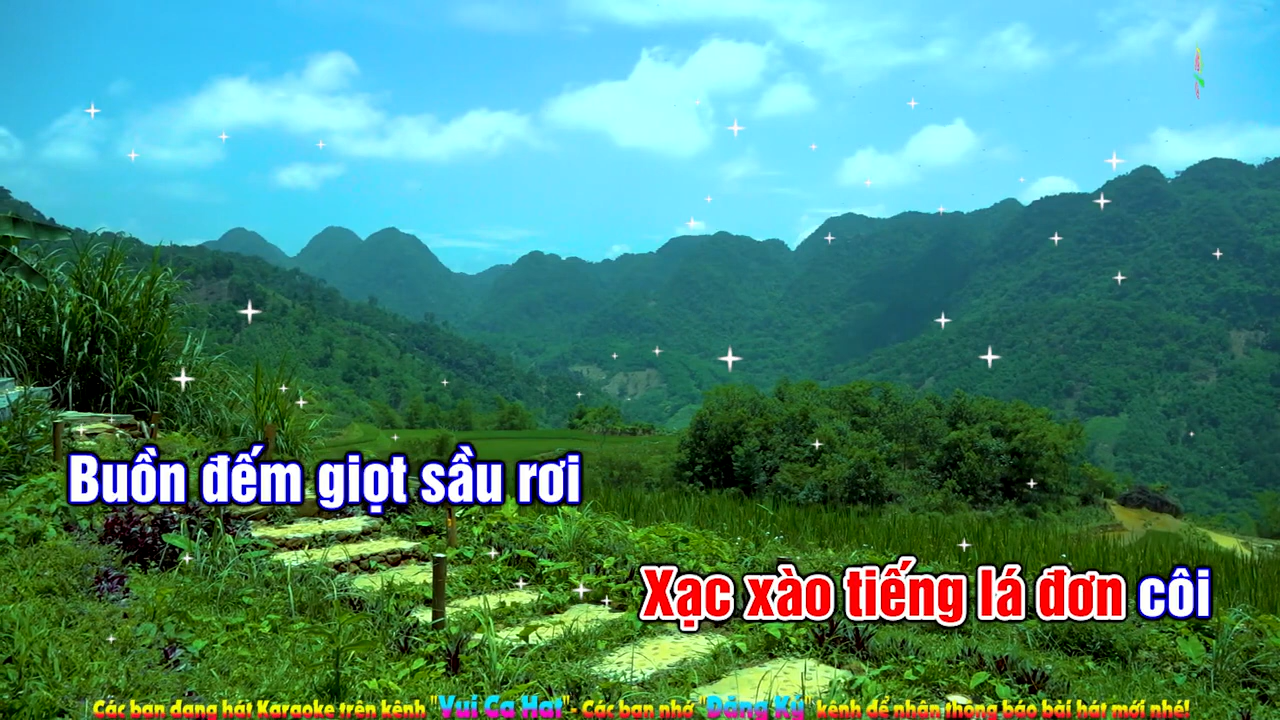 Buồn đếm giọt sầu rơi
Xạc xào tiếng lá đơn côi
Các bạn đang hát Karaoke trên kênh "Vui Ca Hát" - Các bạn nhớ "Đăng Ký" kênh để nhận thông báo bài hát mới nhé!